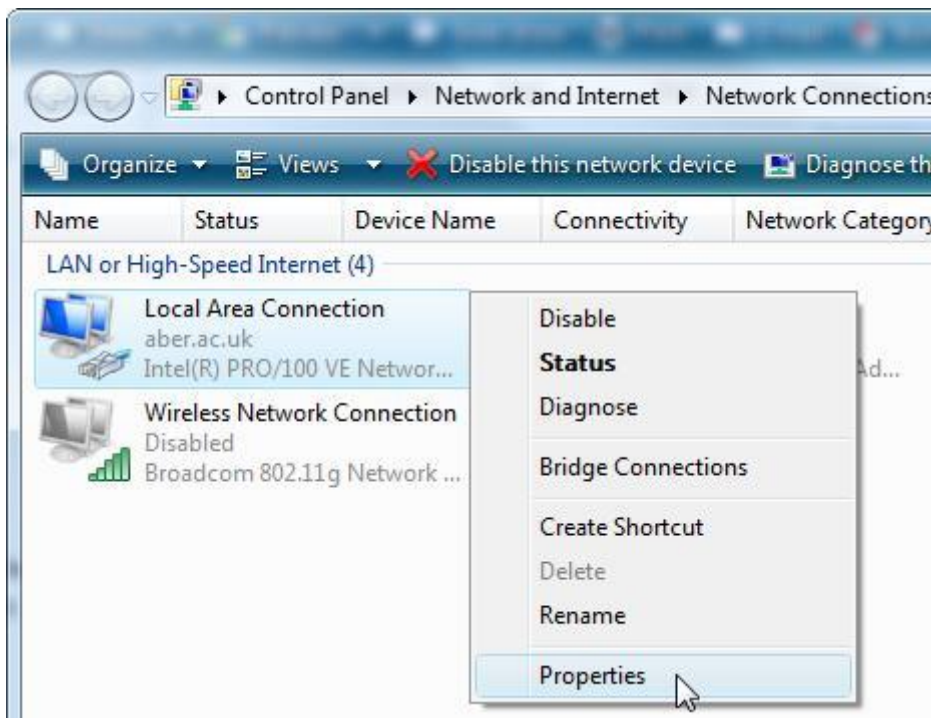 Control Panel Network and Internet Network Connections
Organize Views Disable this network device Diagnose th
Name Status Device Name Connectivity Network Category
LAN or High-Speed Internet (4)
Local Area Connection
aber.ac.uk
Intel(R) PRO/100 VE Networ...
Ad...
Wireless Network Connection
Disabled
Broadcom 802.11g Network ...
Disable
Status
Diagnose
Bridge Connections
Create Shortcut
Delete
Rename
Properties